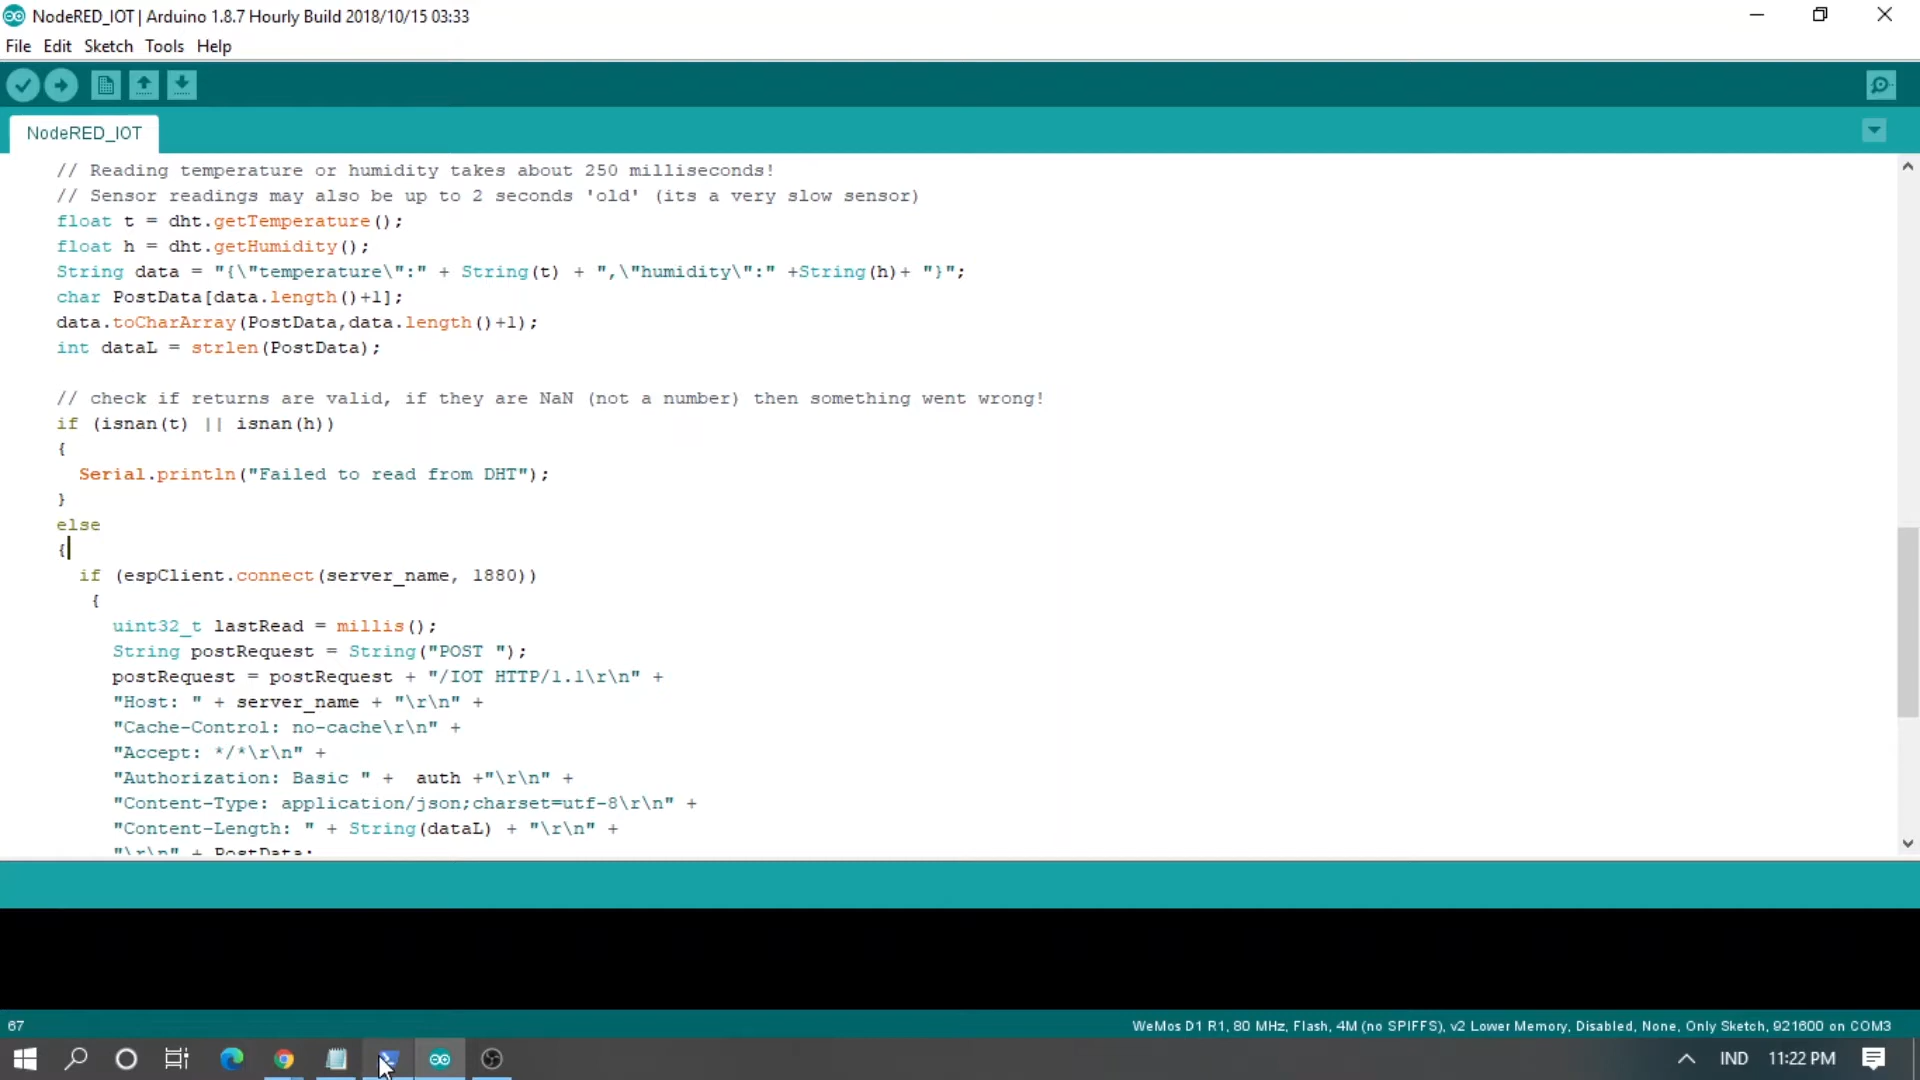 NodeRED_IOT | Arduino 1.8.7 Hourly Build 2018/10/15 03:33
File Edit Sketch Tools Help
NodeRED_IOT
// Reading temperature or humidity takes about 250 milliseconds!
// Sensor readings may also be up to 2 seconds 'old' (its a very slow sensor)
float t = dht.getTemperature();
float h = dht.getHumidity();
String data = "{\"temperature\":" + String(t) + ",\"humidity\":" +String(h)+ "}";
char PostData[data.length()+1];
data.toCharArray(PostData,data.length()+1);
int dataL = strlen(PostData);
// check if returns are valid, if they are NaN (not a number) then something went wrong!
if (isnan(t) || isnan(h))
{
Serial.println("Failed to read from DHT");
}
else
{
if (espClient.connect(server_name, 1880))
{
uint32_t lastRead = millis();
String postRequest = String("POST ");
postRequest = postRequest + "/IOT HTTP/1.1\r\n" +
"Host: " + server_name + "\r\n" +
"Cache-Control: no-cache\r\n" +
"Accept: */*\r\n" +
"Authorization: Basic " +  auth +"\r\n" +
"Content-Type: application/json;charset=utf-8\r\n" +
"Content-Length: " + String(dataL) + "\r\n" +
"\r\n" + PostData;
67
WeMos D1 R1, 80 MHz, Flash, 4M (no SPIFFS), v2 Lower Memory, Disabled, None, Only Sketch, 921600 on COM3
IND 11:22 PM